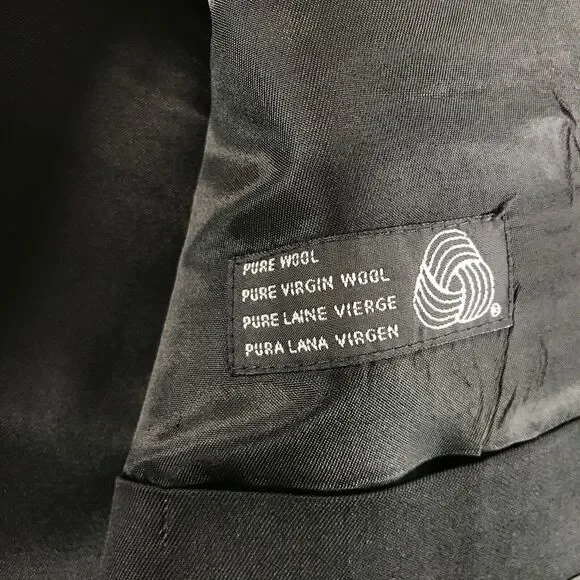 PURE WOOL
PURE VIRGIN WOOL
PURE LAINE VIERGE
PURA LANA VIRGEN